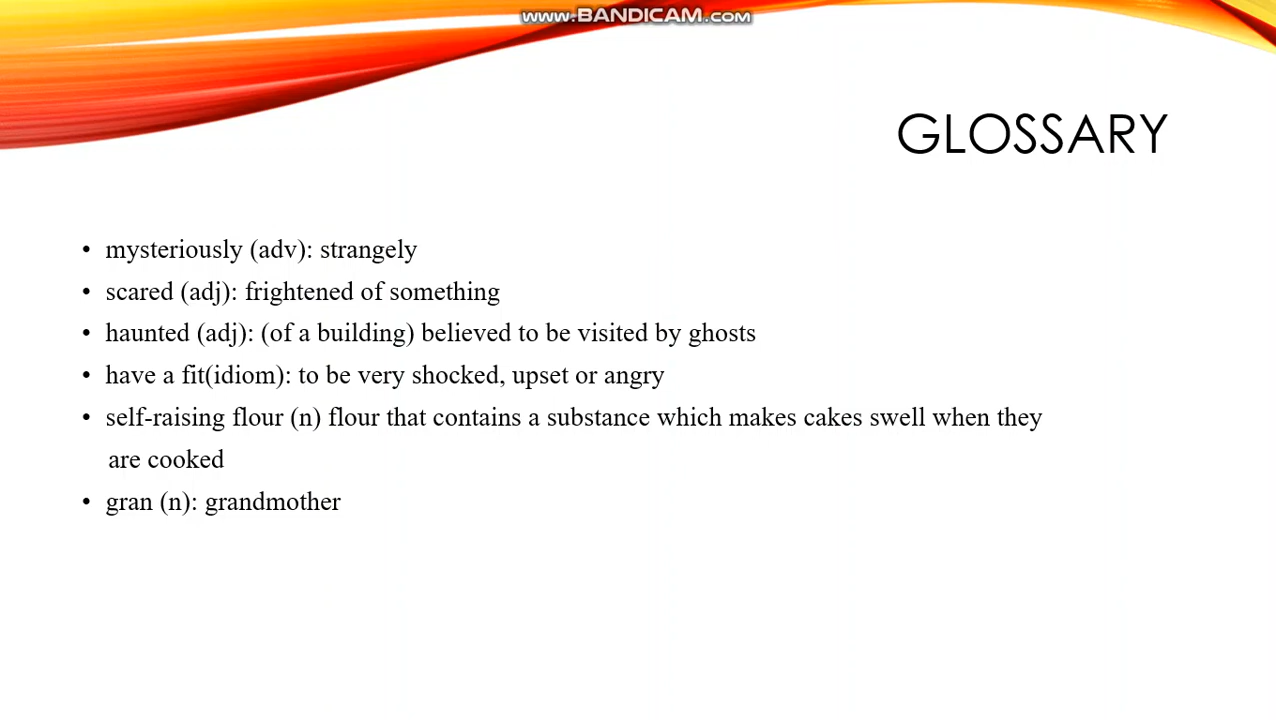 www.BANDICAM.com
GLOSSARY
• mysteriously (adv): strangely
• scared (adj): frightened of something
• haunted (adj): (of a building) believed to be visited by ghosts
• have a fit(idiom): to be very shocked, upset or angry
• self-raising flour (n) flour that contains a substance which makes cakes swell when they
are cooked
• gran (n): grandmother